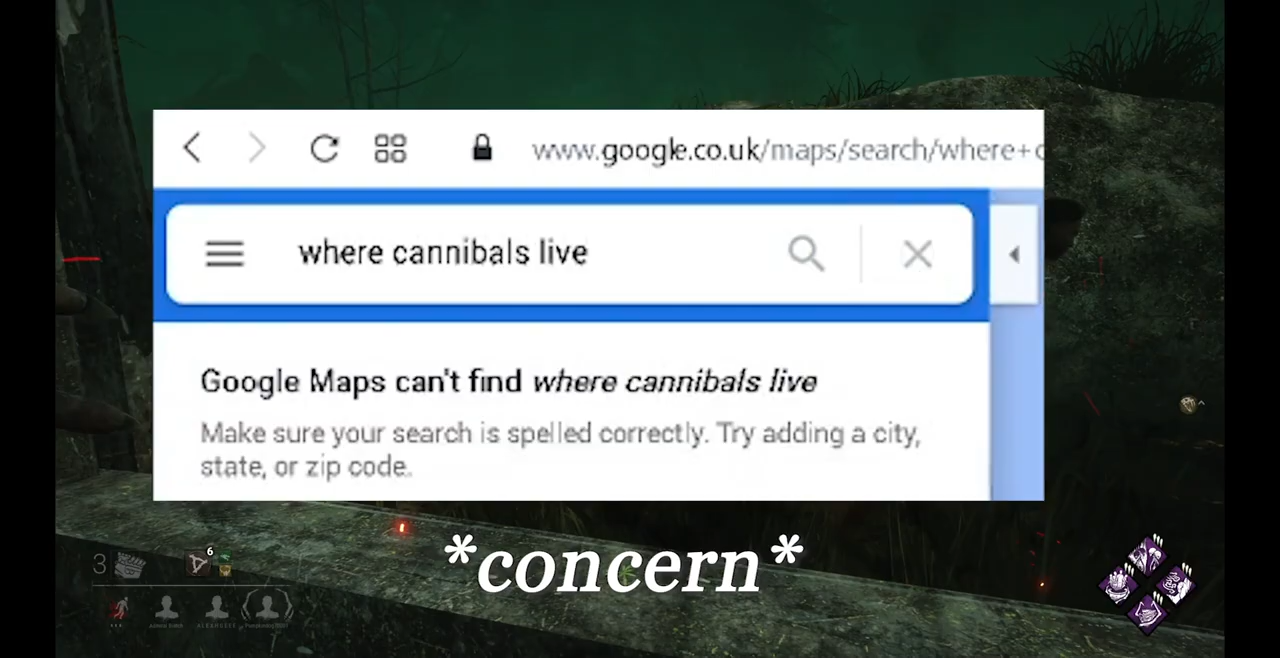 www.google.co.uk/maps/search/where+c
where cannibals live
Google Maps can't find where cannibals live
Make sure your search is spelled correctly. Try adding a city,
state, or zip code.
*concern*
3
6